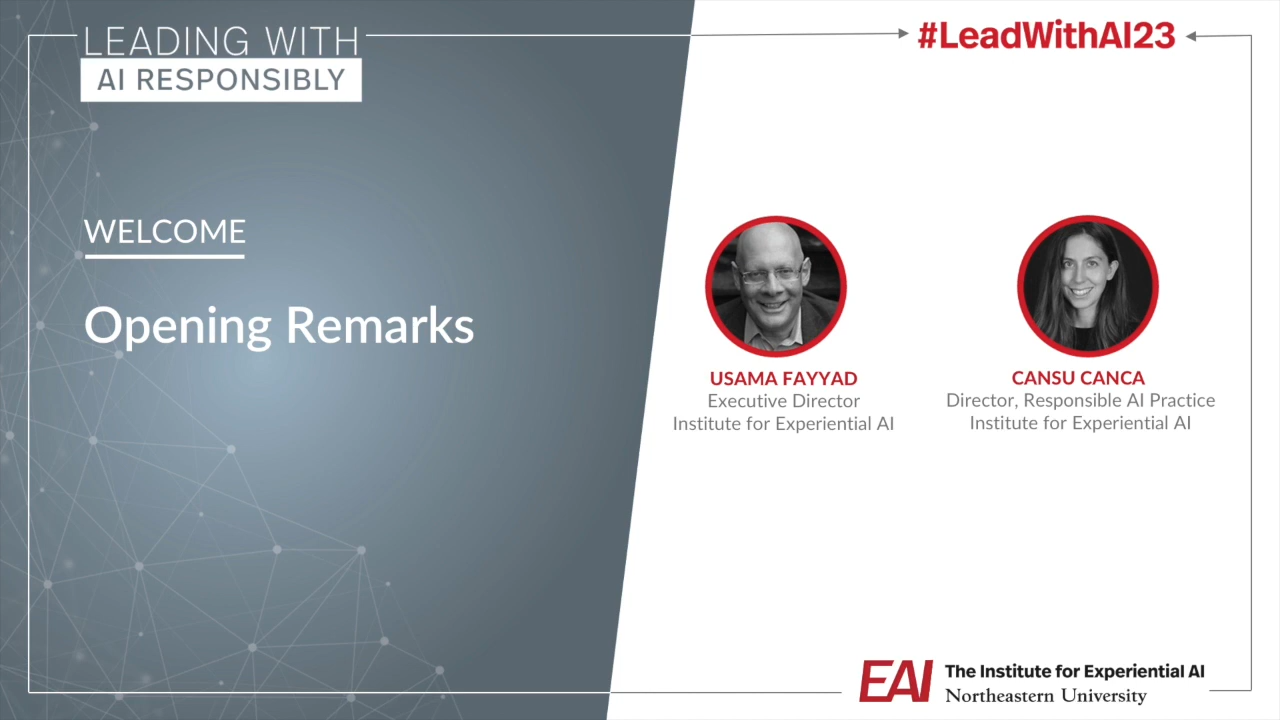 LEADING WITH
AI RESPONSIBLY
#LeadWithAI23
WELCOME
Opening Remarks
USAMA FAYYAD
Executive Director
Institute for Experiential AI
CANSU CANCA
Director, Responsible AI Practice
Institute for Experiential AI
EAI
The Institute for Experiential AI
Northeastern University